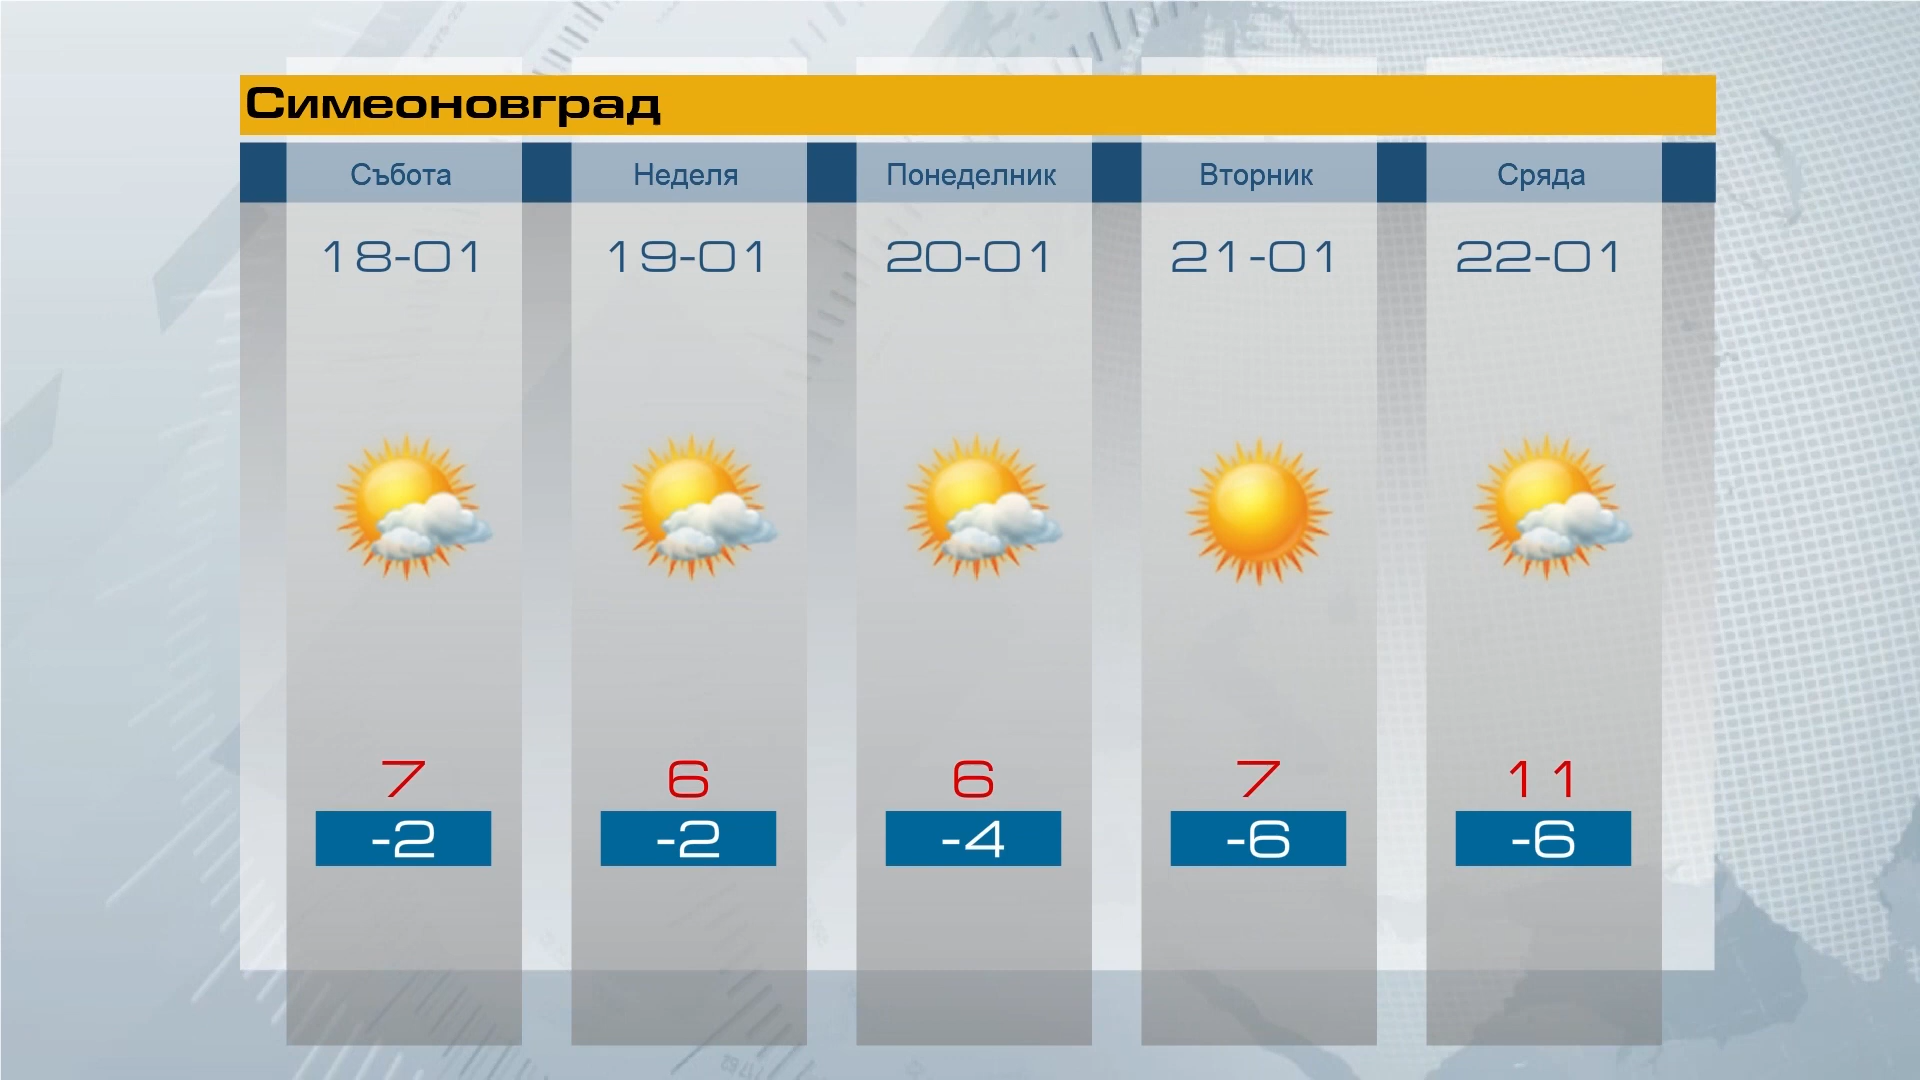 Симеоновград
Събота Неделя Понеделник Вторник Сряда
18-01 19-01 20-01 21-01 22-01
7 6 6 7 11
-2 -2 -4 -6 -6